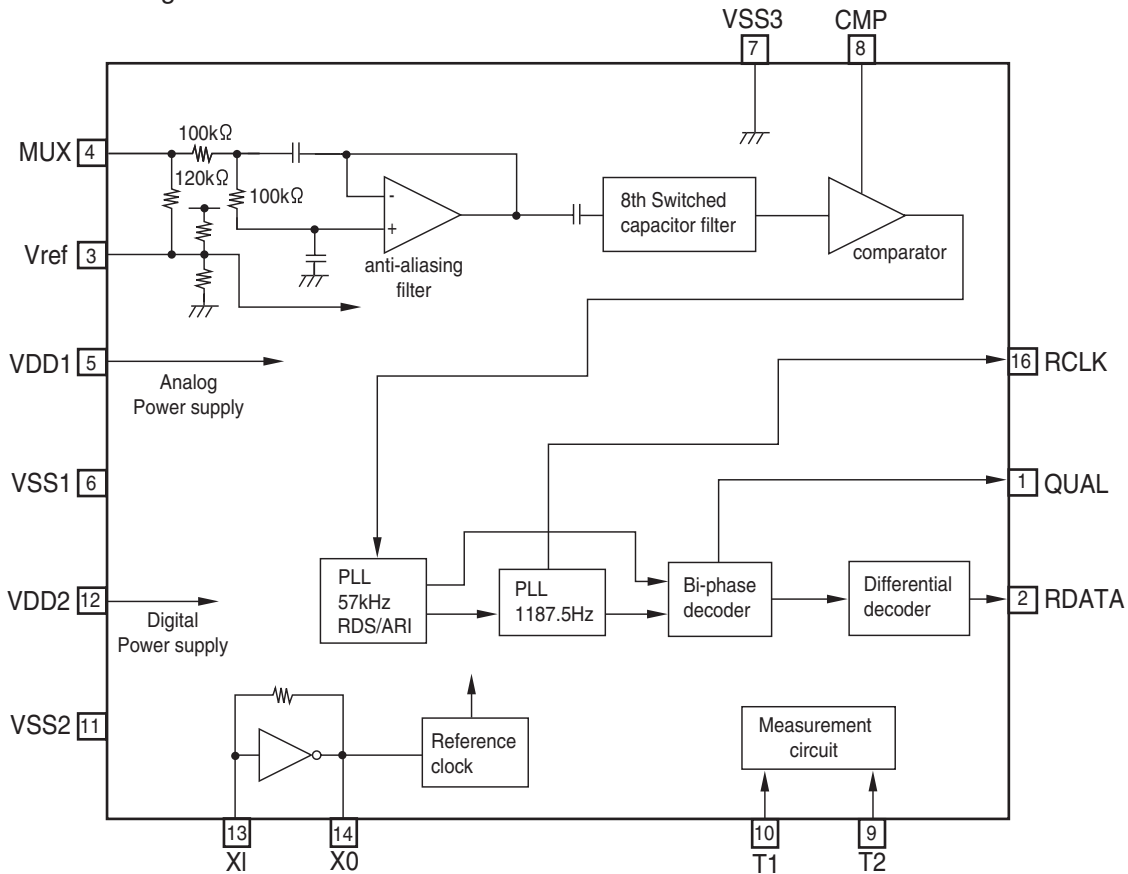 VSS3 CMP
7 8
100kΩ
MUX 4
120kΩ
100kΩ
-
+
8th Switched
capacitor filter
Vref 3
anti-aliasing
filter
comparator
VDD1 5
Analog
Power supply
16 RCLK
VSS1 6
1 QUAL
PLL
57kHz
RDS/ARI
PLL
1187.5Hz
Bi-phase
decoder
Differential
decoder
VDD2 12
Digital
Power supply
2 RDATA
VSS2 11
Reference
clock
Measurement
circuit
13 14 10 9
XI X0 T1 T2